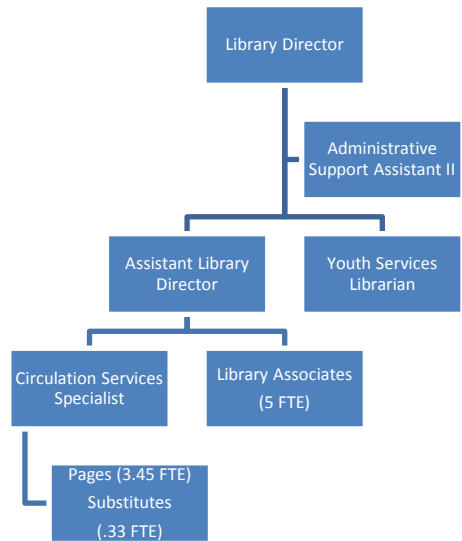 Library Director
Administrative
Support Assistant II
Assistant Library
Director
Youth Services
Librarian
Circulation Services
Specialist
Library Associates
(5 FTE)
Pages (3.45 FTE)
Substitutes
(.33 FTE)